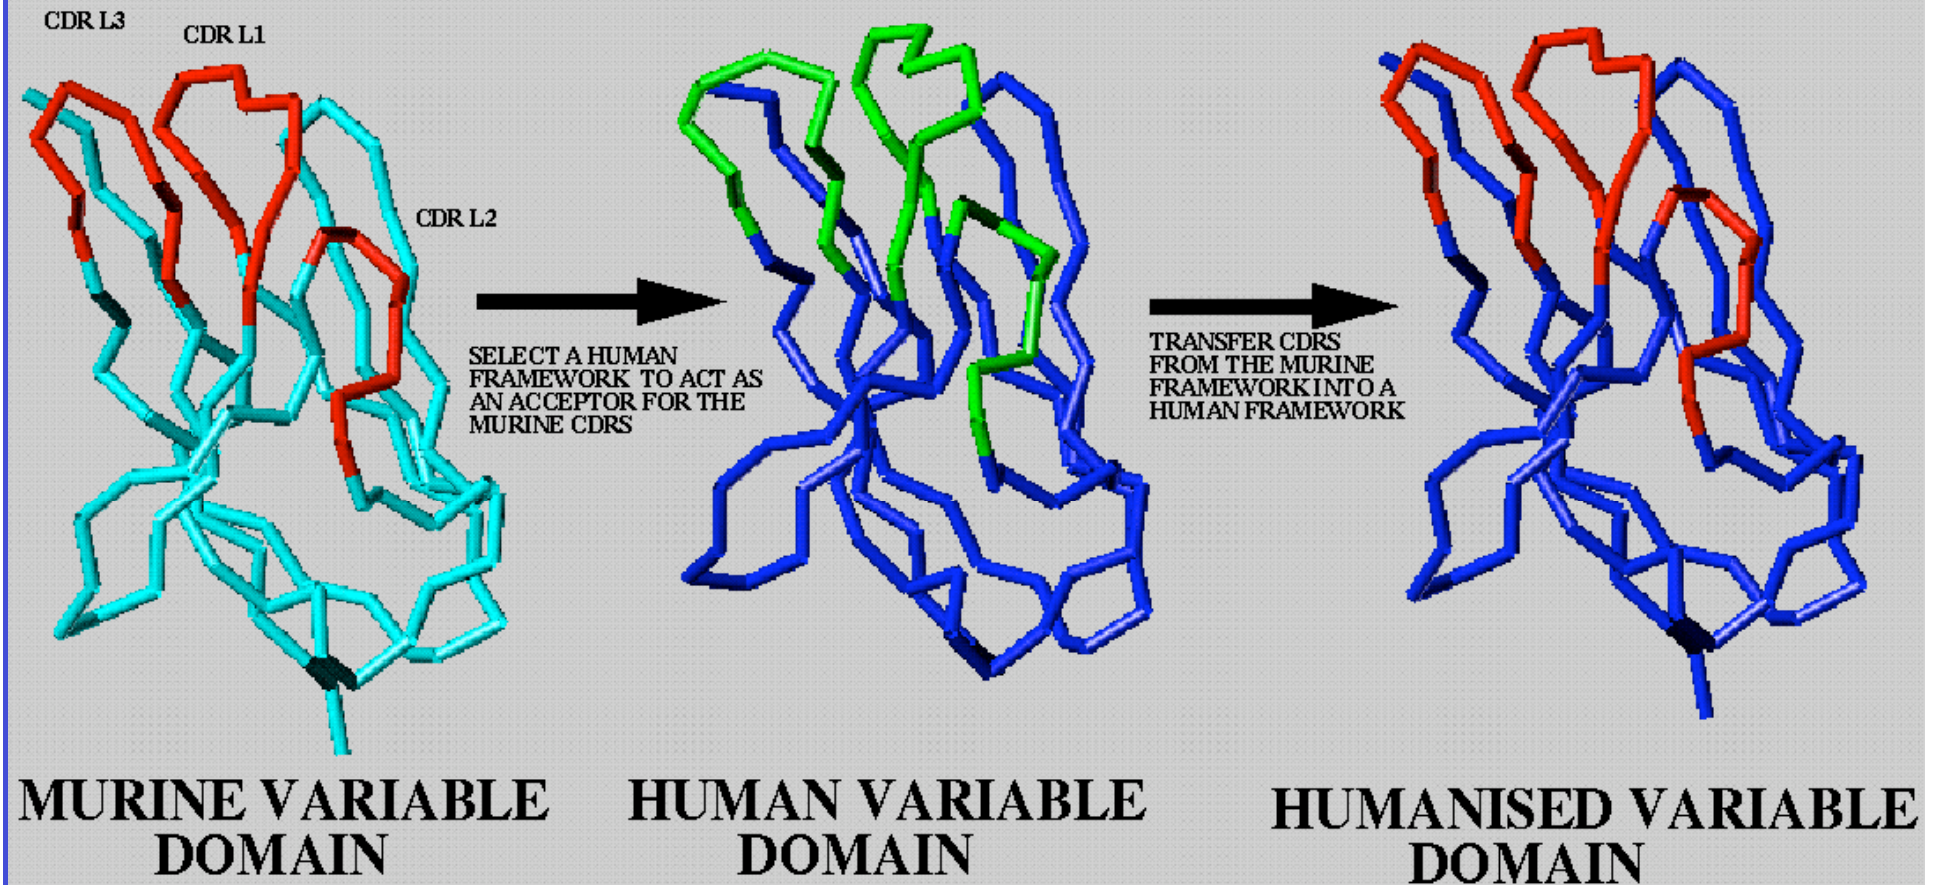 CDR L3
CDR L1
CDR L2
SELECT A HUMAN
FRAMEWORK TO ACT AS
AN ACCEPTOR FOR THE
MURINE CDRS
TRANSFER CDRS
FROM THE MURINE
FRAMEWORK INTO A
HUMAN FRAMEWORK
MURINE VARIABLE
DOMAIN
HUMAN VARIABLE
DOMAIN
HUMANISED VARIABLE
DOMAIN